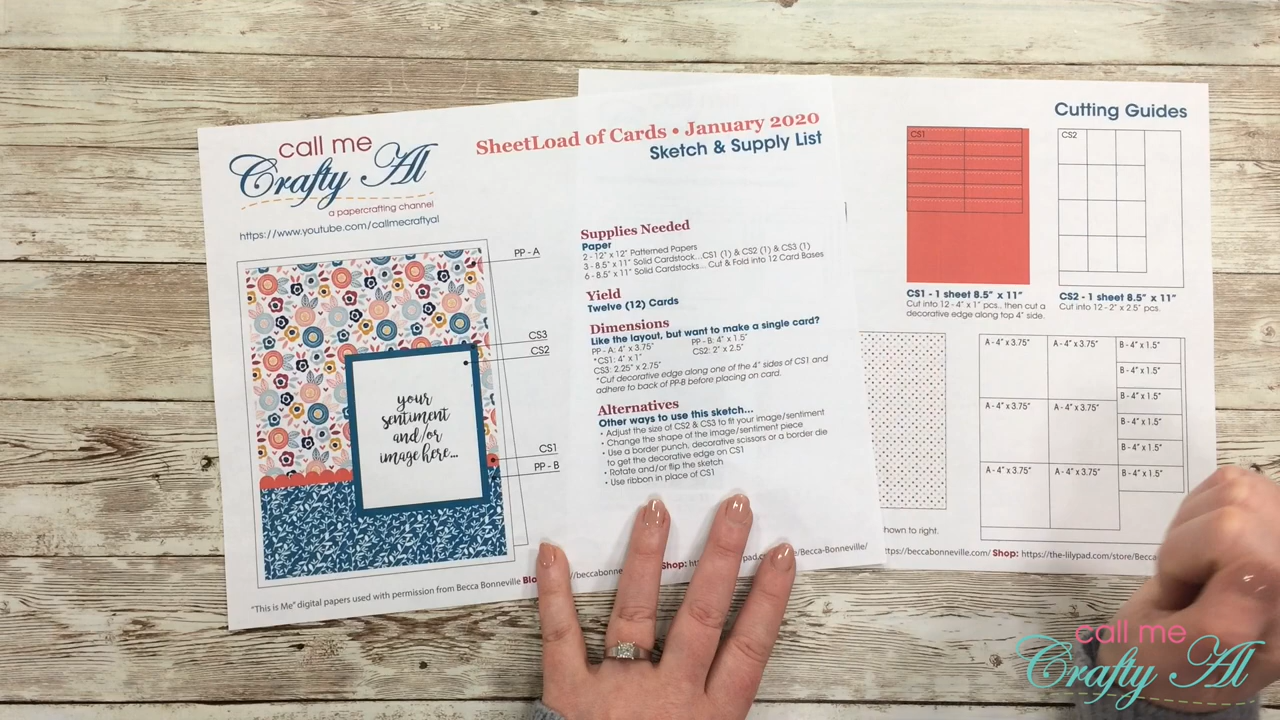 call me
Crafty Al
a papercrafting channel
https://www.youtube.com/callmecraftyal
SheetLoad of Cards • January 2020
Sketch & Supply List
PP - A
CS3
CS2
CS1
PP - B
your
sentiment
and/or
image here...
Supplies Needed
Paper
2 - 12" x 12" Patterned Papers
3 - 8.5" x 11" Solid Cardstock...CS1 (1) & CS2 (1) & CS3 (1)
6 - 8.5" x 11" Solid Cardstocks... Cut & Fold into 12 Card Bases
Yield
Twelve (12) Cards
Dimensions
Like the layout, but want to make a single card?
PP - A: 4" x 3.75" PP - B: 4" x 1.5"
*CS1: 4" x 1" CS2: 2" x 2.5"
CS3: 2.25" x 2.75"
*Cut decorative edge along one of the 4" sides of CS1 and
adhere to back of PP-B before placing on card.
Alternatives
Other ways to use this sketch...
• Adjust the size of CS2 & CS3 to fit your image/sentiment
• Change the shape of the image/sentiment piece
• Use a border punch, decorative scissors or a border die
to get the decorative edge on CS1
• Rotate and/or flip the sketch
• Use ribbon in place of CS1
"This is Me" digital papers used with permission from Becca Bonneville Blo //beccabonne Shop: htt lypad.com/store/Becca-Bonneville/
Cutting Guides
CS1
CS2
CS1 - 1 sheet 8.5" x 11"
Cut into 12 - 4" x 1" pcs., then cut a
decorative edge along top 4" side.
CS2 - 1 sheet 8.5" x 11"
Cut into 12 - 2" x 2.5" pcs.
A - 4" x 3.75" A - 4" x 3.75" B - 4" x 1.5"
B - 4" x 1.5"
B - 4" x 1.5"
A - 4" x 3.75" A - 4" x 3.75" B - 4" x 1.5"
B - 4" x 1.5"
A - 4" x 3.75" A - 4" x 3.75" B - 4" x 1.5"
hown to right.
ttps://beccabonneville.com/ Shop: https://the-lilypad.com/store/Becca
call me
Crafty Al